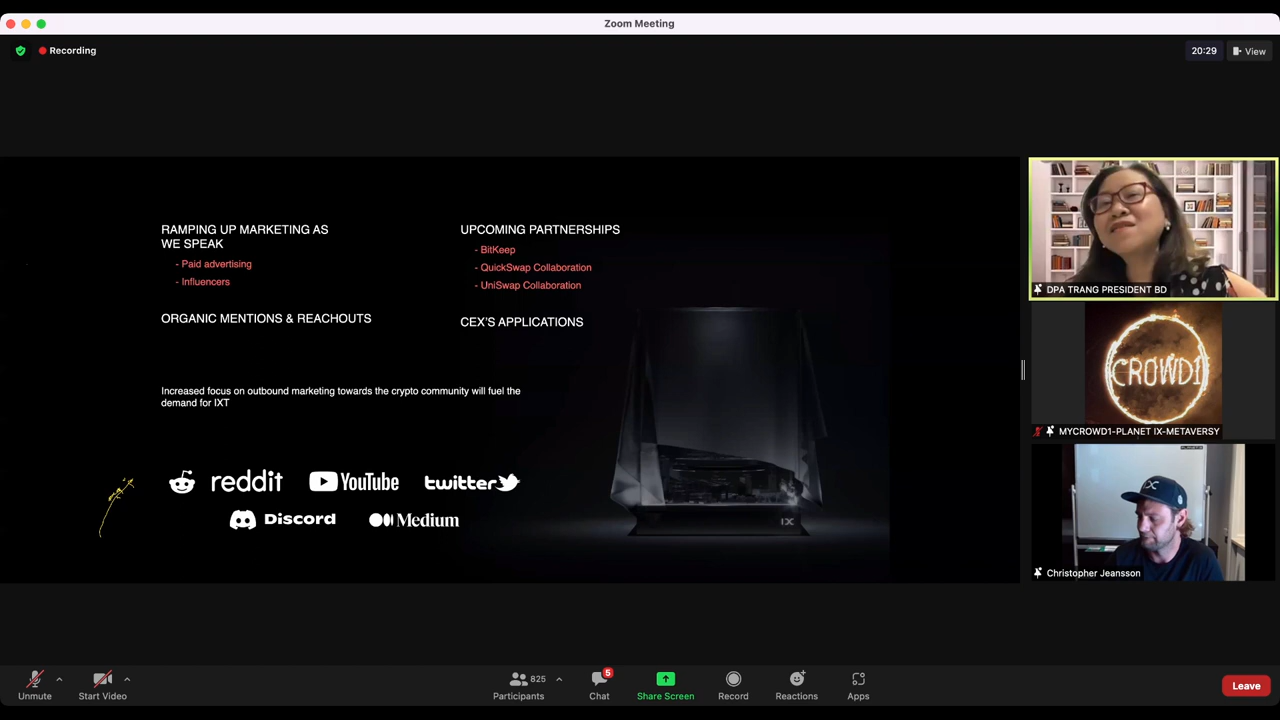 Zoom Meeting
Recording
20:29
View
RAMPING UP MARKETING AS
WE SPEAK
- Paid advertising
- Influencers
ORGANIC MENTIONS & REACHOUTS
UPCOMING PARTNERSHIPS
- BitKeep
- QuickSwap Collaboration
- UniSwap Collaboration
CEX'S APPLICATIONS
Increased focus on outbound marketing towards the crypto community will fuel the
demand for IXT
reddit
YouTube
twitter
Discord
Medium
IX
DPA TRANG PRESIDENT BD
CROWD1
MYCROWD1-PLANET IX-METAVERSY
IX
Christopher Jeansson
Unmute
Start Video
825
Participants
5
Chat
Share Screen
Record
Reactions
Apps
Leave